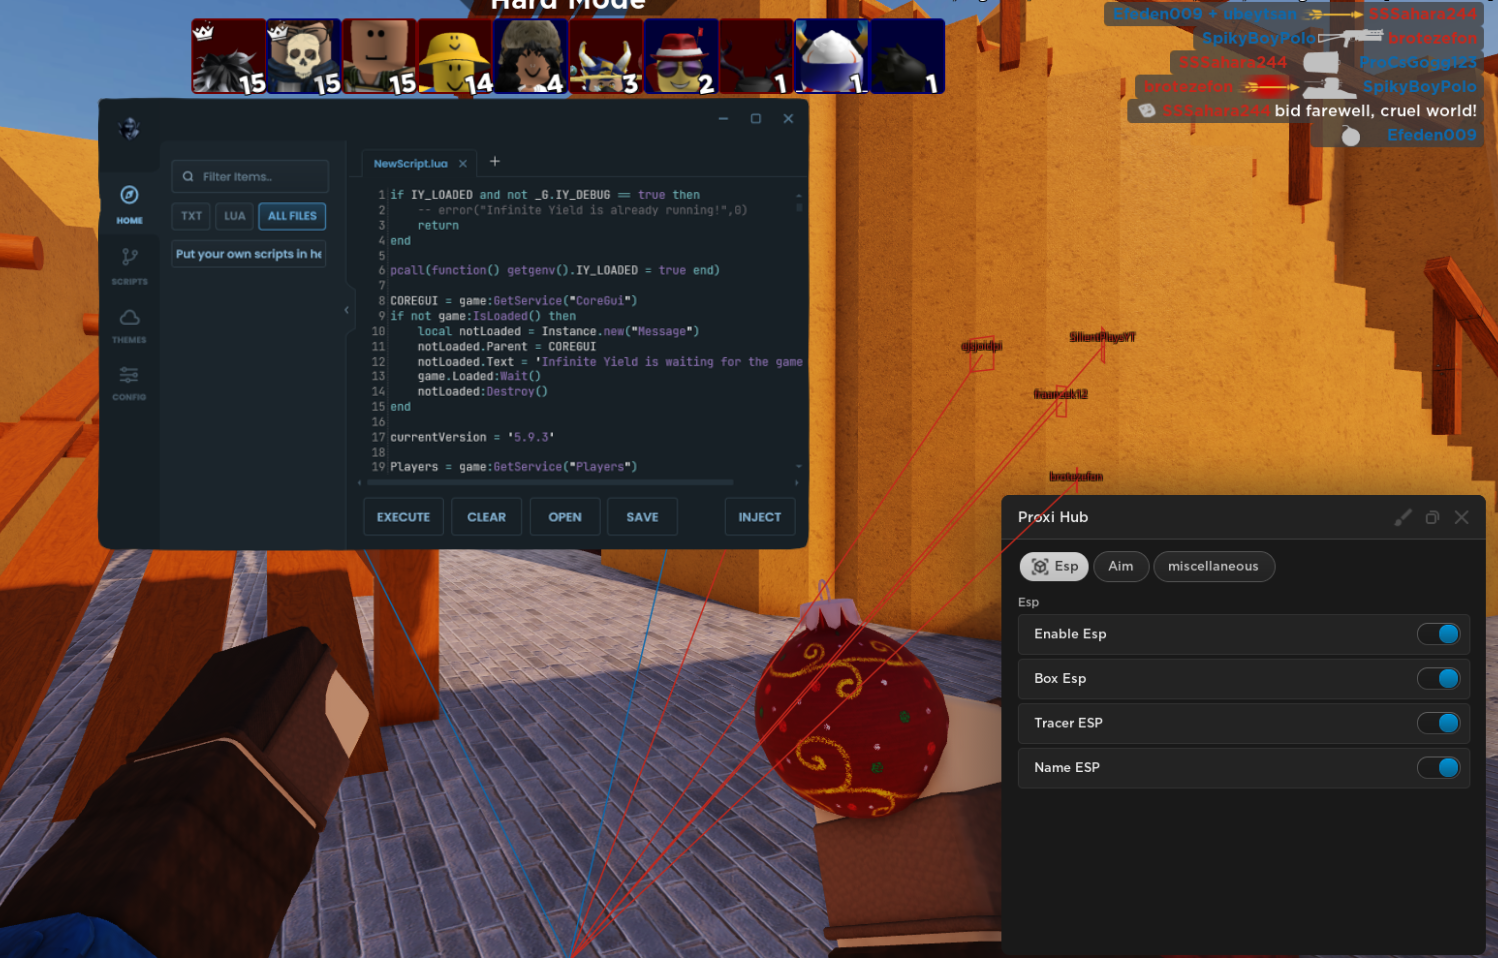 Hard Mode
15
15
15
14
4
3
2
1
1
1
Efeden009 + ubeyttan SSSahara244
SpikyBoyPolo brotezefon
SSSahara244
brotezefon SpikyBoyPolo
SSSahara244 bid farewell, cruel world!
Efeden009
HOME
SCRIPTS
THEMES
CONFIG
Filter Items..
TXT LUA ALL FILES
Put your own scripts in he
NewScript.lua
1 if IY_LOADED and not _G.IY_DEBUG == true then
2 -- error("Infinite Yield is already running!",0)
3 return
4 end
5
6 pcall(function() getgenv().IY_LOADED = true end)
7
8 COREGUI = game:GetService("CoreGui")
9 if not game:IsLoaded() then
10 local notLoaded = Instance.new("Message")
11 notLoaded.Parent = COREGUI
12 notLoaded.Text = 'Infinite Yield is waiting for the game
13 game.Loaded:Wait()
14 notLoaded:Destroy()
15 end
16
17 currentVersion = '5.9.3'
18
19 Players = game:GetService("Players")
EXECUTE CLEAR OPEN SAVE INJECT
SilientPlaysYT
brotezefon
Proxi Hub
Esp Aim miscellaneous
Esp
Enable Esp
Box Esp
Tracer ESP
Name ESP